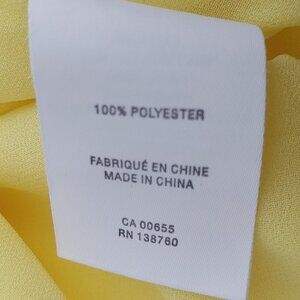 100% POLYESTER
FABRIQUÉ EN CHINE
MADE IN CHINA
CA 00655
RN 138760